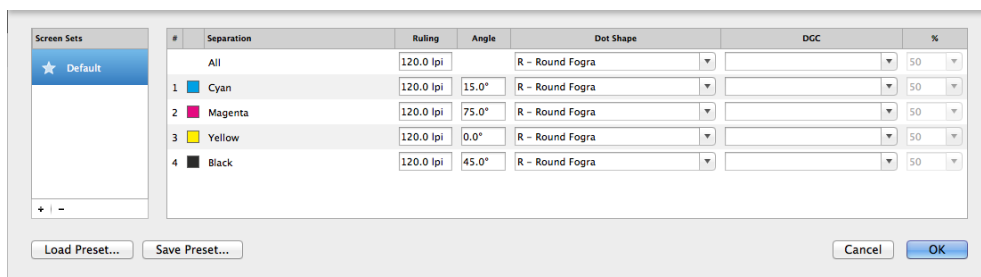 Screen Sets # Separation Ruling Angle Dot Shape DGC %
Default All 120.0 lpi R – Round Fogra 50
1 Cyan 120.0 lpi 15.0° R – Round Fogra 50
2 Magenta 120.0 lpi 75.0° R – Round Fogra 50
3 Yellow 120.0 lpi 0.0° R – Round Fogra 50
4 Black 120.0 lpi 45.0° R – Round Fogra 50
+ –
Load Preset... Save Preset... Cancel OK